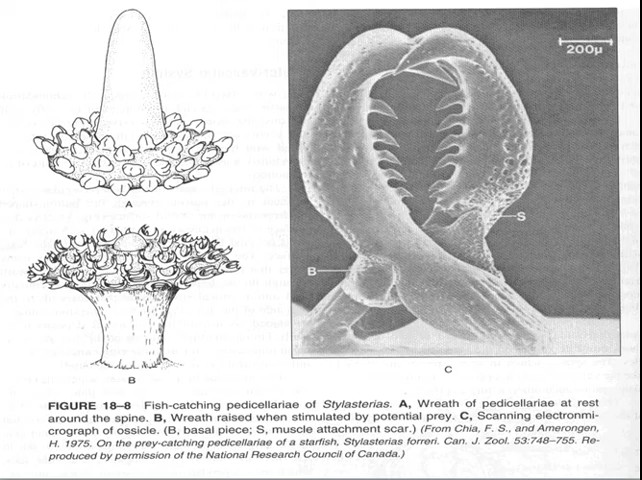 A
B
200µ
S
B
C
FIGURE 18–8 Fish-catching pedicellariae of Stylasterias. A, Wreath of pedicellariae at rest
around the spine. B, Wreath raised when stimulated by potential prey. C, Scanning electronmi-
crograph of ossicle. (B, basal piece; S, muscle attachment scar.) (From Chia, F. S., and Amerongen,
H. 1975. On the prey-catching pedicellariae of a starfish, Stylasterias forreri. Can. J. Zool. 53:748–755. Re-
produced by permission of the National Research Council of Canada.)